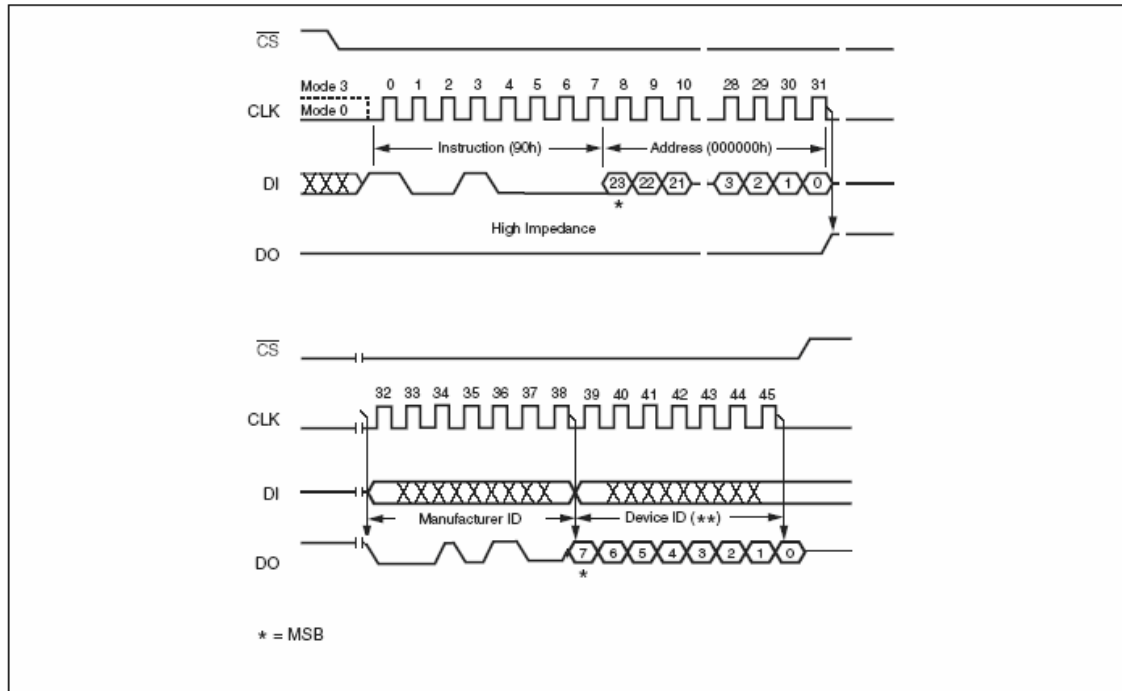 CS
Mode 3
0 1 2 3 4 5 6 7 8 9 10 28 29 30 31
CLK
Mode 0
Instruction (90h)
Address (000000h)
DI
23 22 21 3 2 1 0
*
High Impedance
DO
CS
32 33 34 35 36 37 38 39 40 41 42 43 44 45
CLK
DI
Manufacturer ID
Device ID (**)
DO
7 6 5 4 3 2 1 0
*
* = MSB